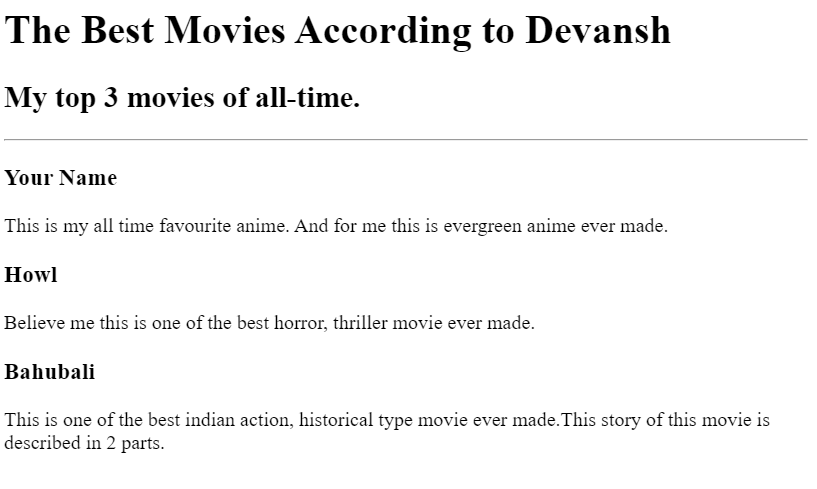 The Best Movies According to Devansh
My top 3 movies of all-time.
Your Name
This is my all time favourite anime. And for me this is evergreen anime ever made.
Howl
Believe me this is one of the best horror, thriller movie ever made.
Bahubali
This is one of the best indian action, historical type movie ever made.This story of this movie is
described in 2 parts.